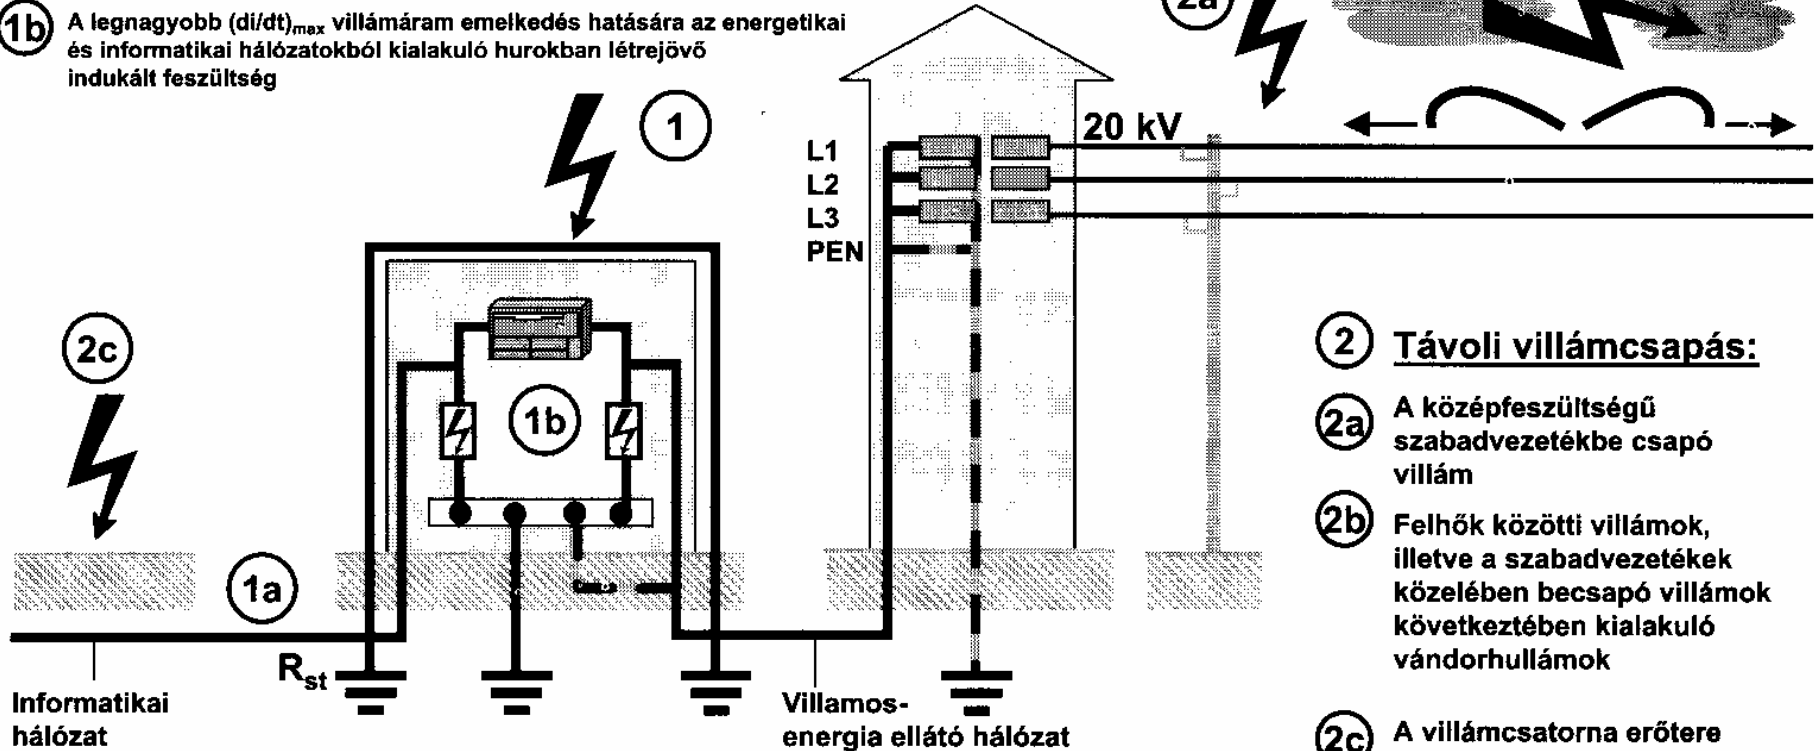 1b A legnagyobb (di/dt)max villámáram emelkedés hatására az energetikai
és informatikai hálózatokból kialakuló hurokban létrejövő
indukált feszültség
2a
1
20 kV
L1
L2
L3
PEN
2c
1b
1a
Rst
Informatikai
hálózat
Villamos-
energia ellátó hálózat
2 Távoli villámcsapás:
2a A középfeszültségű
szabadvezetékbe csapó
villám
2b Felhők közötti villámok,
illetve a szabadvezetékek
közelében becsapó villámok
következtében kialakuló
vándorhullámok
2c A villámcsatorna erőtere